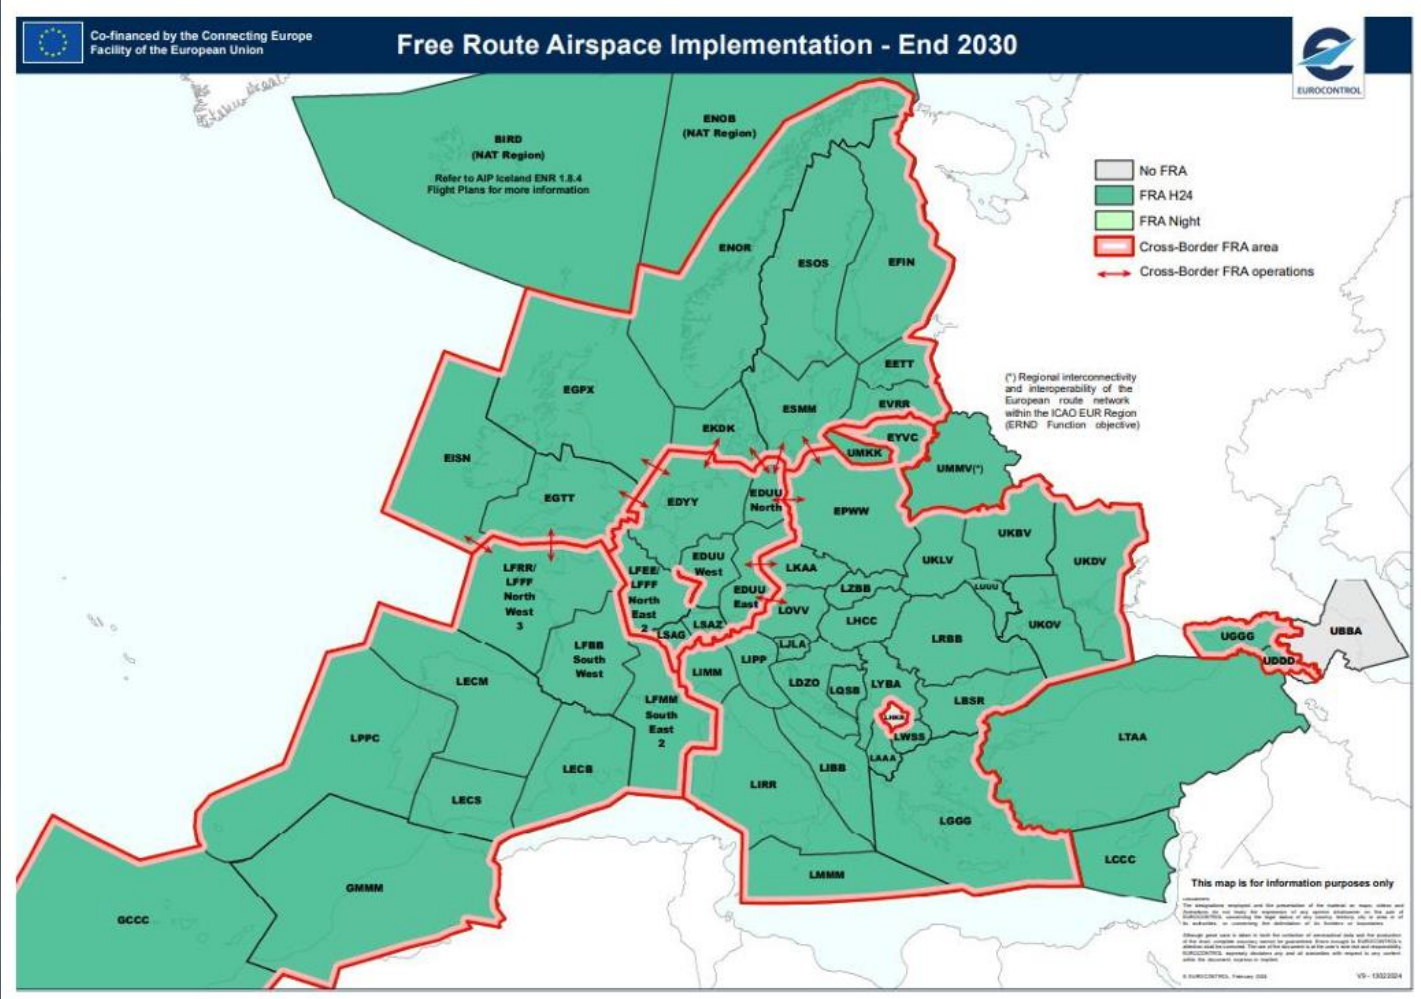 Co-financed by the Connecting Europe
Facility of the European Union
Free Route Airspace Implementation - End 2030
EUROCONTROL
BIRD
(NAT Region)
Refer to AIP Iceland ENR 1.8.4
Flight Plans for more information
ENOB
(NAT Region)
No FRA
FRA H24
FRA Night
Cross-Border FRA area
Cross-Border FRA operations
ENOR
ESOS
EFIN
(*) Regional interconnectivity
and interoperability of the
European route network
within the ICAO EUR Region
(ERND Function objective)
EETT
EGPX
ESMM
EVRR
EKDK
EYVC
EISN
UMKK
UMMV(*)
EGTT
EDYY
EDUU
North
EPWW
UKBV
UKLV
UKDV
LFRR/
LFFF
North
West
3
LFEE/
LFFF
North
East
2
EDUU
West
EDUU
East
LKAA
LZBB
LUUU
LOVV
LHCC
UKOV
LSAG
LSAZ
LRBB
UGGG
UBBA
UDDD
LFBB
South
West
LJLA
LIPP
LIMM
LECM
LDZO
LQSB
LYBA
LBSR
LFMM
South
East
2
LWSS
LPPC
LTAA
LAAA
LECB
LIBB
LIRR
LECS
LGGG
LCCC
LMMM
GMMM
GCCC
This map is for information purposes only
© EUROCONTROL, February 2024
V9 - 13022024